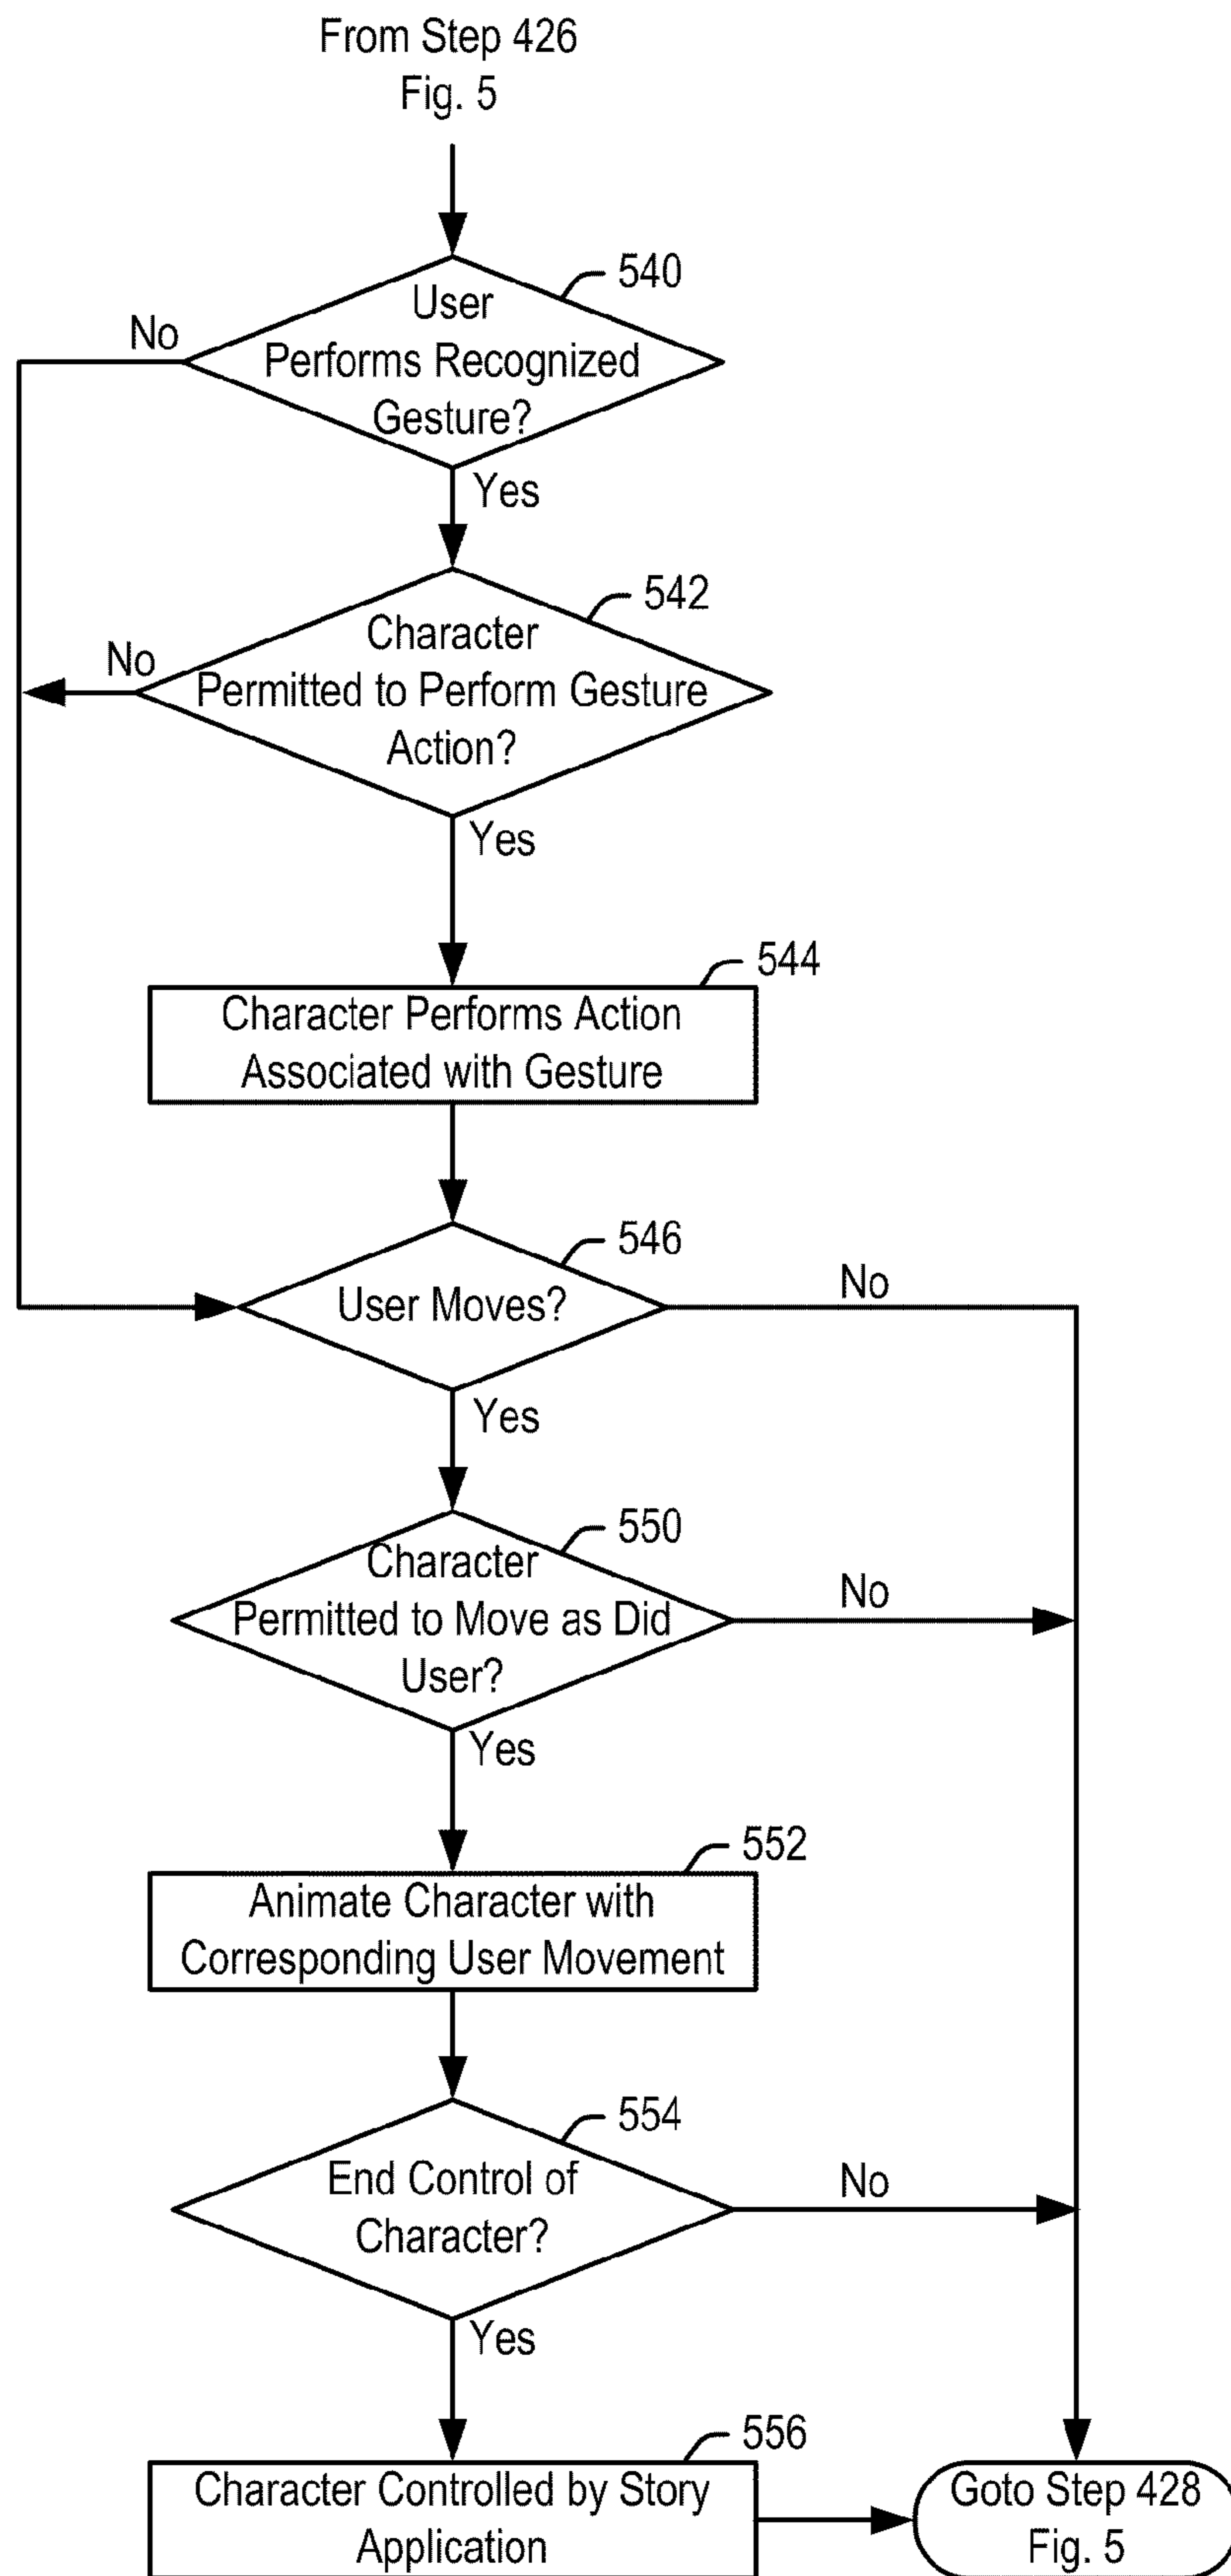 From Step 426
Fig. 5
540
User
Performs Recognized
Gesture?
No
Yes
542
Character
Permitted to Perform Gesture
Action?
No
Yes
544
Character Performs Action
Associated with Gesture
546
User Moves?
No
Yes
550
Character
Permitted to Move as Did
User?
No
Yes
552
Animate Character with
Corresponding User Movement
554
End Control of
Character?
No
Yes
556
Character Controlled by Story
Application
Goto Step 428
Fig. 5